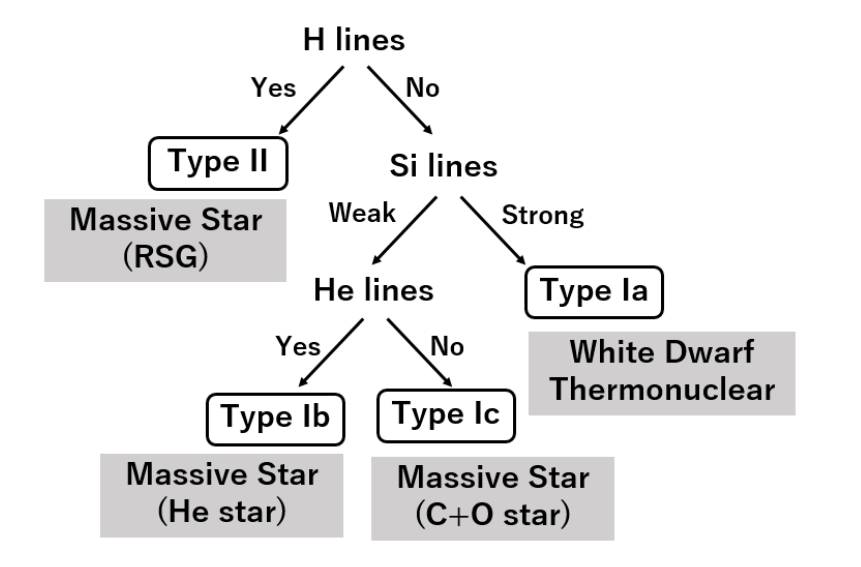 H lines
Yes
No
Type II
Si lines
Massive Star
(RSG)
Weak
Strong
He lines
Type Ia
Yes
No
White Dwarf
Thermonuclear
Type Ib
Type Ic
Massive Star
(He star)
Massive Star
(C+O star)